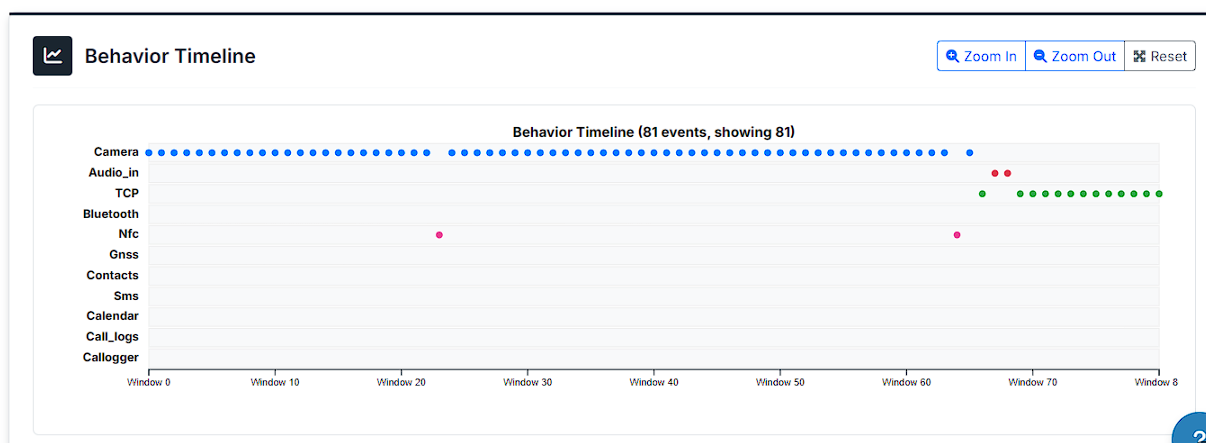 Behavior Timeline
Zoom In Zoom Out Reset
Behavior Timeline (81 events, showing 81)
Camera
Audio_in
TCP
Bluetooth
Nfc
Gnss
Contacts
Sms
Calendar
Call_logs
Callogger
Window 0 Window 10 Window 20 Window 30 Window 40 Window 50 Window 60 Window 70 Window 8